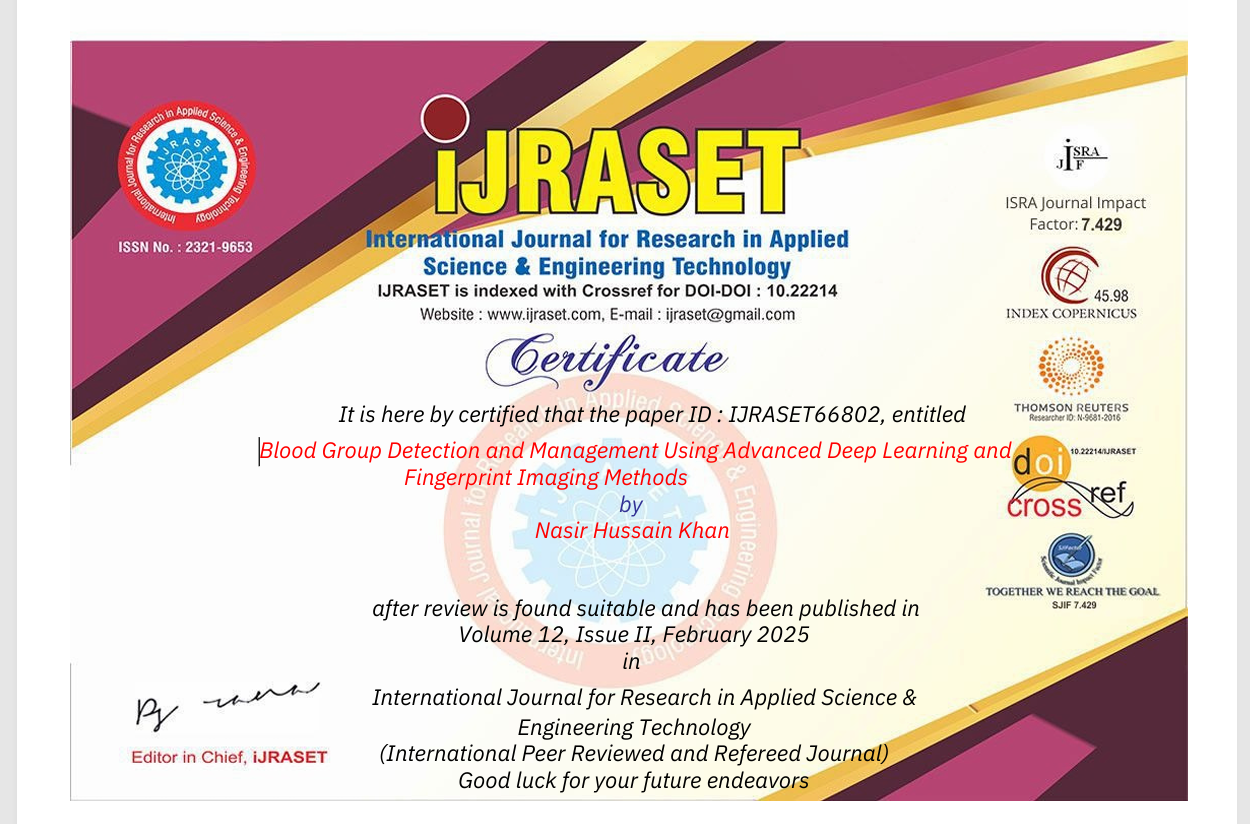 International Journal for Research in Applied Science & Engineering Technology
IJRASET
ISSN No. : 2321-9653
iJRASET
International Journal for Research in Applied
Science & Engineering Technology
IJRASET is indexed with Crossref for DOI-DOI : 10.22214
Website : www.ijraset.com, E-mail : ijraset@gmail.com
Certificate
It is here by certified that the paper ID : IJRASET66802, entitled
Blood Group Detection and Management Using Advanced Deep Learning and
Fingerprint Imaging Methods
by
Nasir Hussain Khan
after review is found suitable and has been published in
Volume 12, Issue II, February 2025
in
International Journal for Research in Applied Science &
Engineering Technology
(International Peer Reviewed and Refereed Journal)
Good luck for your future endeavors
Editor in Chief, iJRASET
ISRA
JIF
ISRA Journal Impact
Factor: 7.429
45.98
INDEX COPERNICUS
THOMSON REUTERS
Researcher ID: N-9681-2016
doi
10.22214/IJRASET
cross
ref
TOGETHER WE REACH THE GOAL
SJIF 7.429